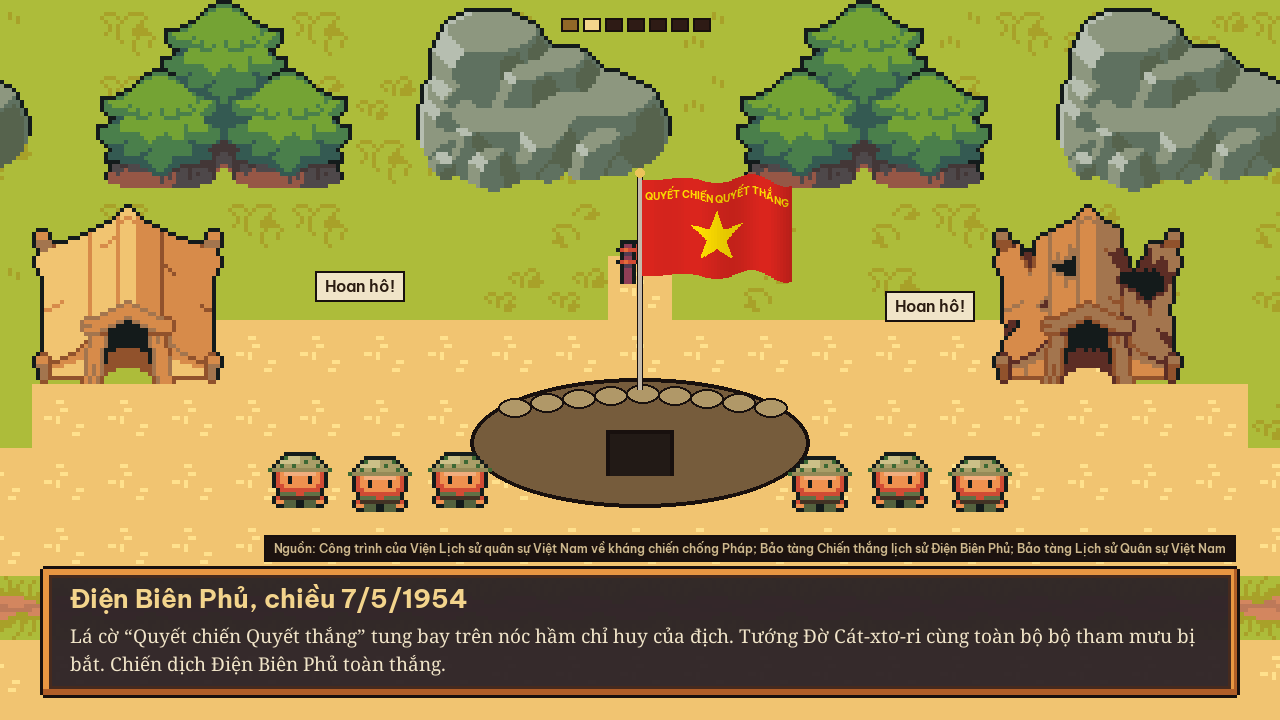 QUYẾT CHIẾN QUYẾT THẮNG
Hoan hô!
Hoan hô!
Nguồn: Công trình của Viện Lịch sử quân sự Việt Nam về kháng chiến chống Pháp; Bảo tàng Chiến thắng lịch sử Điện Biên Phủ; Bảo tàng Lịch sử Quân sự Việt Nam
Điện Biên Phủ, chiều 7/5/1954
Lá cờ “Quyết chiến Quyết thắng” tung bay trên nóc hầm chỉ huy của địch. Tướng Đờ Cát-xtơ-ri cùng toàn bộ bộ tham mưu bị
bắt. Chiến dịch Điện Biên Phủ toàn thắng.